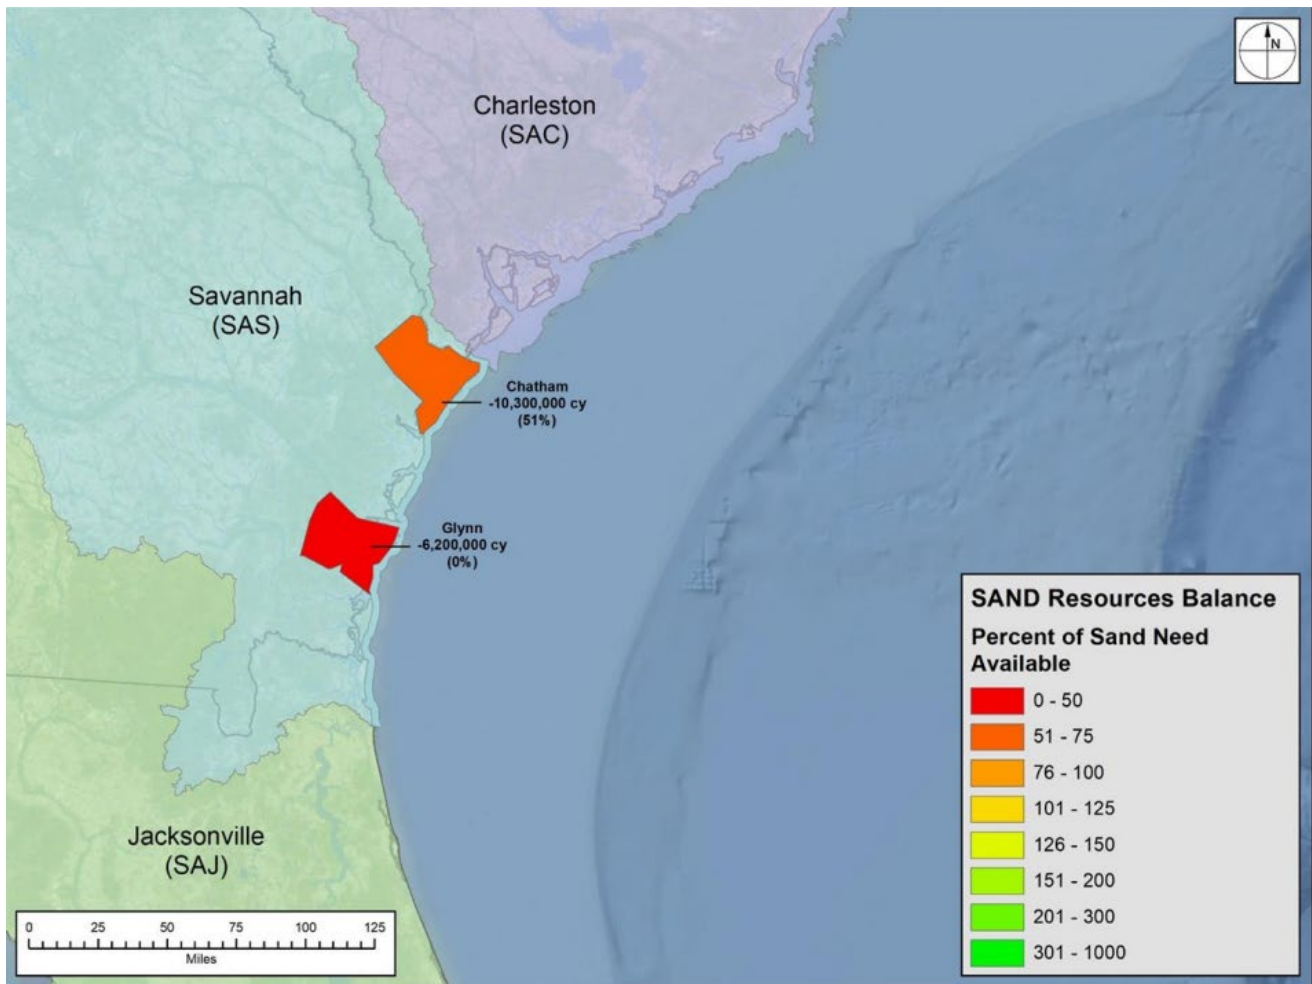 N
Charleston
(SAC)
Savannah
(SAS)
Chatham
-10,300,000 cy
(51%)
Glynn
-6,200,000 cy
(0%)
Jacksonville
(SAJ)
SAND Resources Balance
Percent of Sand Need
Available
0 - 50
51 - 75
76 - 100
101 - 125
126 - 150
151 - 200
201 - 300
301 - 1000
0 25 50 75 100 125
Miles